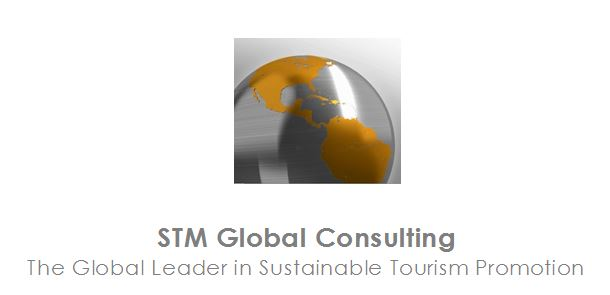 STM Global Consulting
The Global Leader in Sustainable Tourism Promotion